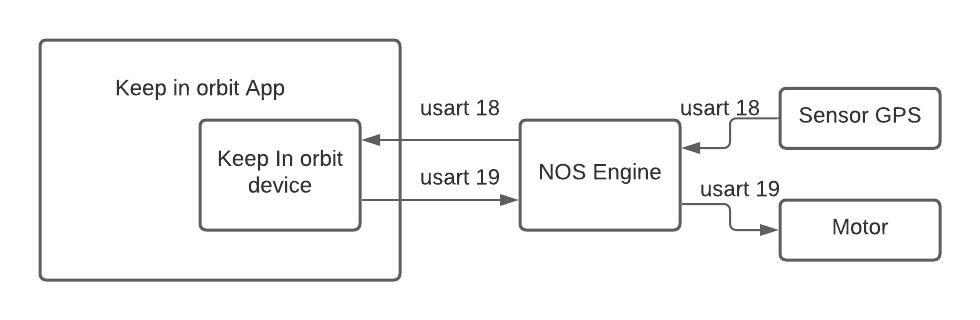 Keep in orbit App
usart 18
usart 18
Sensor GPS
Keep In orbit
device
NOS Engine
usart 19
usart 19
Motor